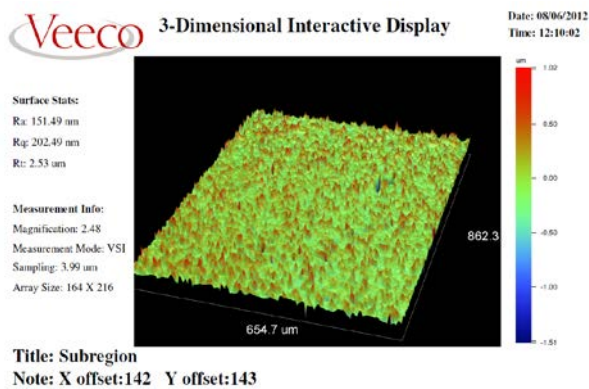 Veeco
3-Dimensional Interactive Display
Date: 08/06/2012
Time: 12:10:02
Surface Stats:
Ra: 151.49 nm
Rq: 202.49 nm
Rt: 2.53 um
Measurement Info:
Magnification: 2.48
Measurement Mode: VSI
Sampling: 3.99 um
Array Size: 164 X 216
um
1.02
0.50
0.00
-0.50
-1.00
-1.51
862.3
654.7 um
Title: Subregion
Note: X offset:142 Y offset:143